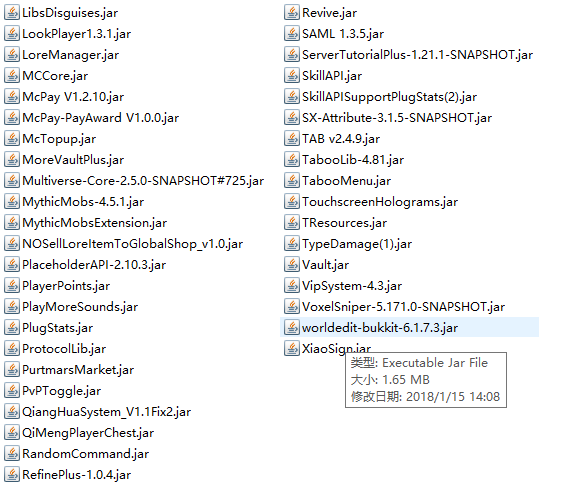 LibsDisguises.jar
LookPlayer1.3.1.jar
LoreManager.jar
MCCore.jar
McPay V1.2.10.jar
McPay-PayAward V1.0.0.jar
McTopup.jar
MoreVaultPlus.jar
Multiverse-Core-2.5.0-SNAPSHOT#725.jar
MythicMobs-4.5.1.jar
MythicMobsExtension.jar
NOSellLoreItemToGlobalShop_v1.0.jar
PlaceholderAPI-2.10.3.jar
PlayerPoints.jar
PlayMoreSounds.jar
PlugStats.jar
ProtocolLib.jar
PurtmarsMarket.jar
PvPToggle.jar
QiangHuaSystem_V1.1Fix2.jar
QiMengPlayerChest.jar
RandomCommand.jar
RefinePlus-1.0.4.jar
Revive.jar
SAML 1.3.5.jar
ServerTutorialPlus-1.21.1-SNAPSHOT.jar
SkillAPI.jar
SkillAPISupportPlugStats(2).jar
SX-Attribute-3.1.5-SNAPSHOT.jar
TAB v2.4.9.jar
TabooLib-4.81.jar
TabooMenu.jar
TouchscreenHolograms.jar
TResources.jar
TypeDamage(1).jar
Vault.jar
VipSystem-4.3.jar
VoxelSniper-5.171.0-SNAPSHOT.jar
worldedit-bukkit-6.1.7.3.jar
XiaoSign.jar
类型: Executable Jar File
大小: 1.65 MB
修改日期: 2018/1/15 14:08